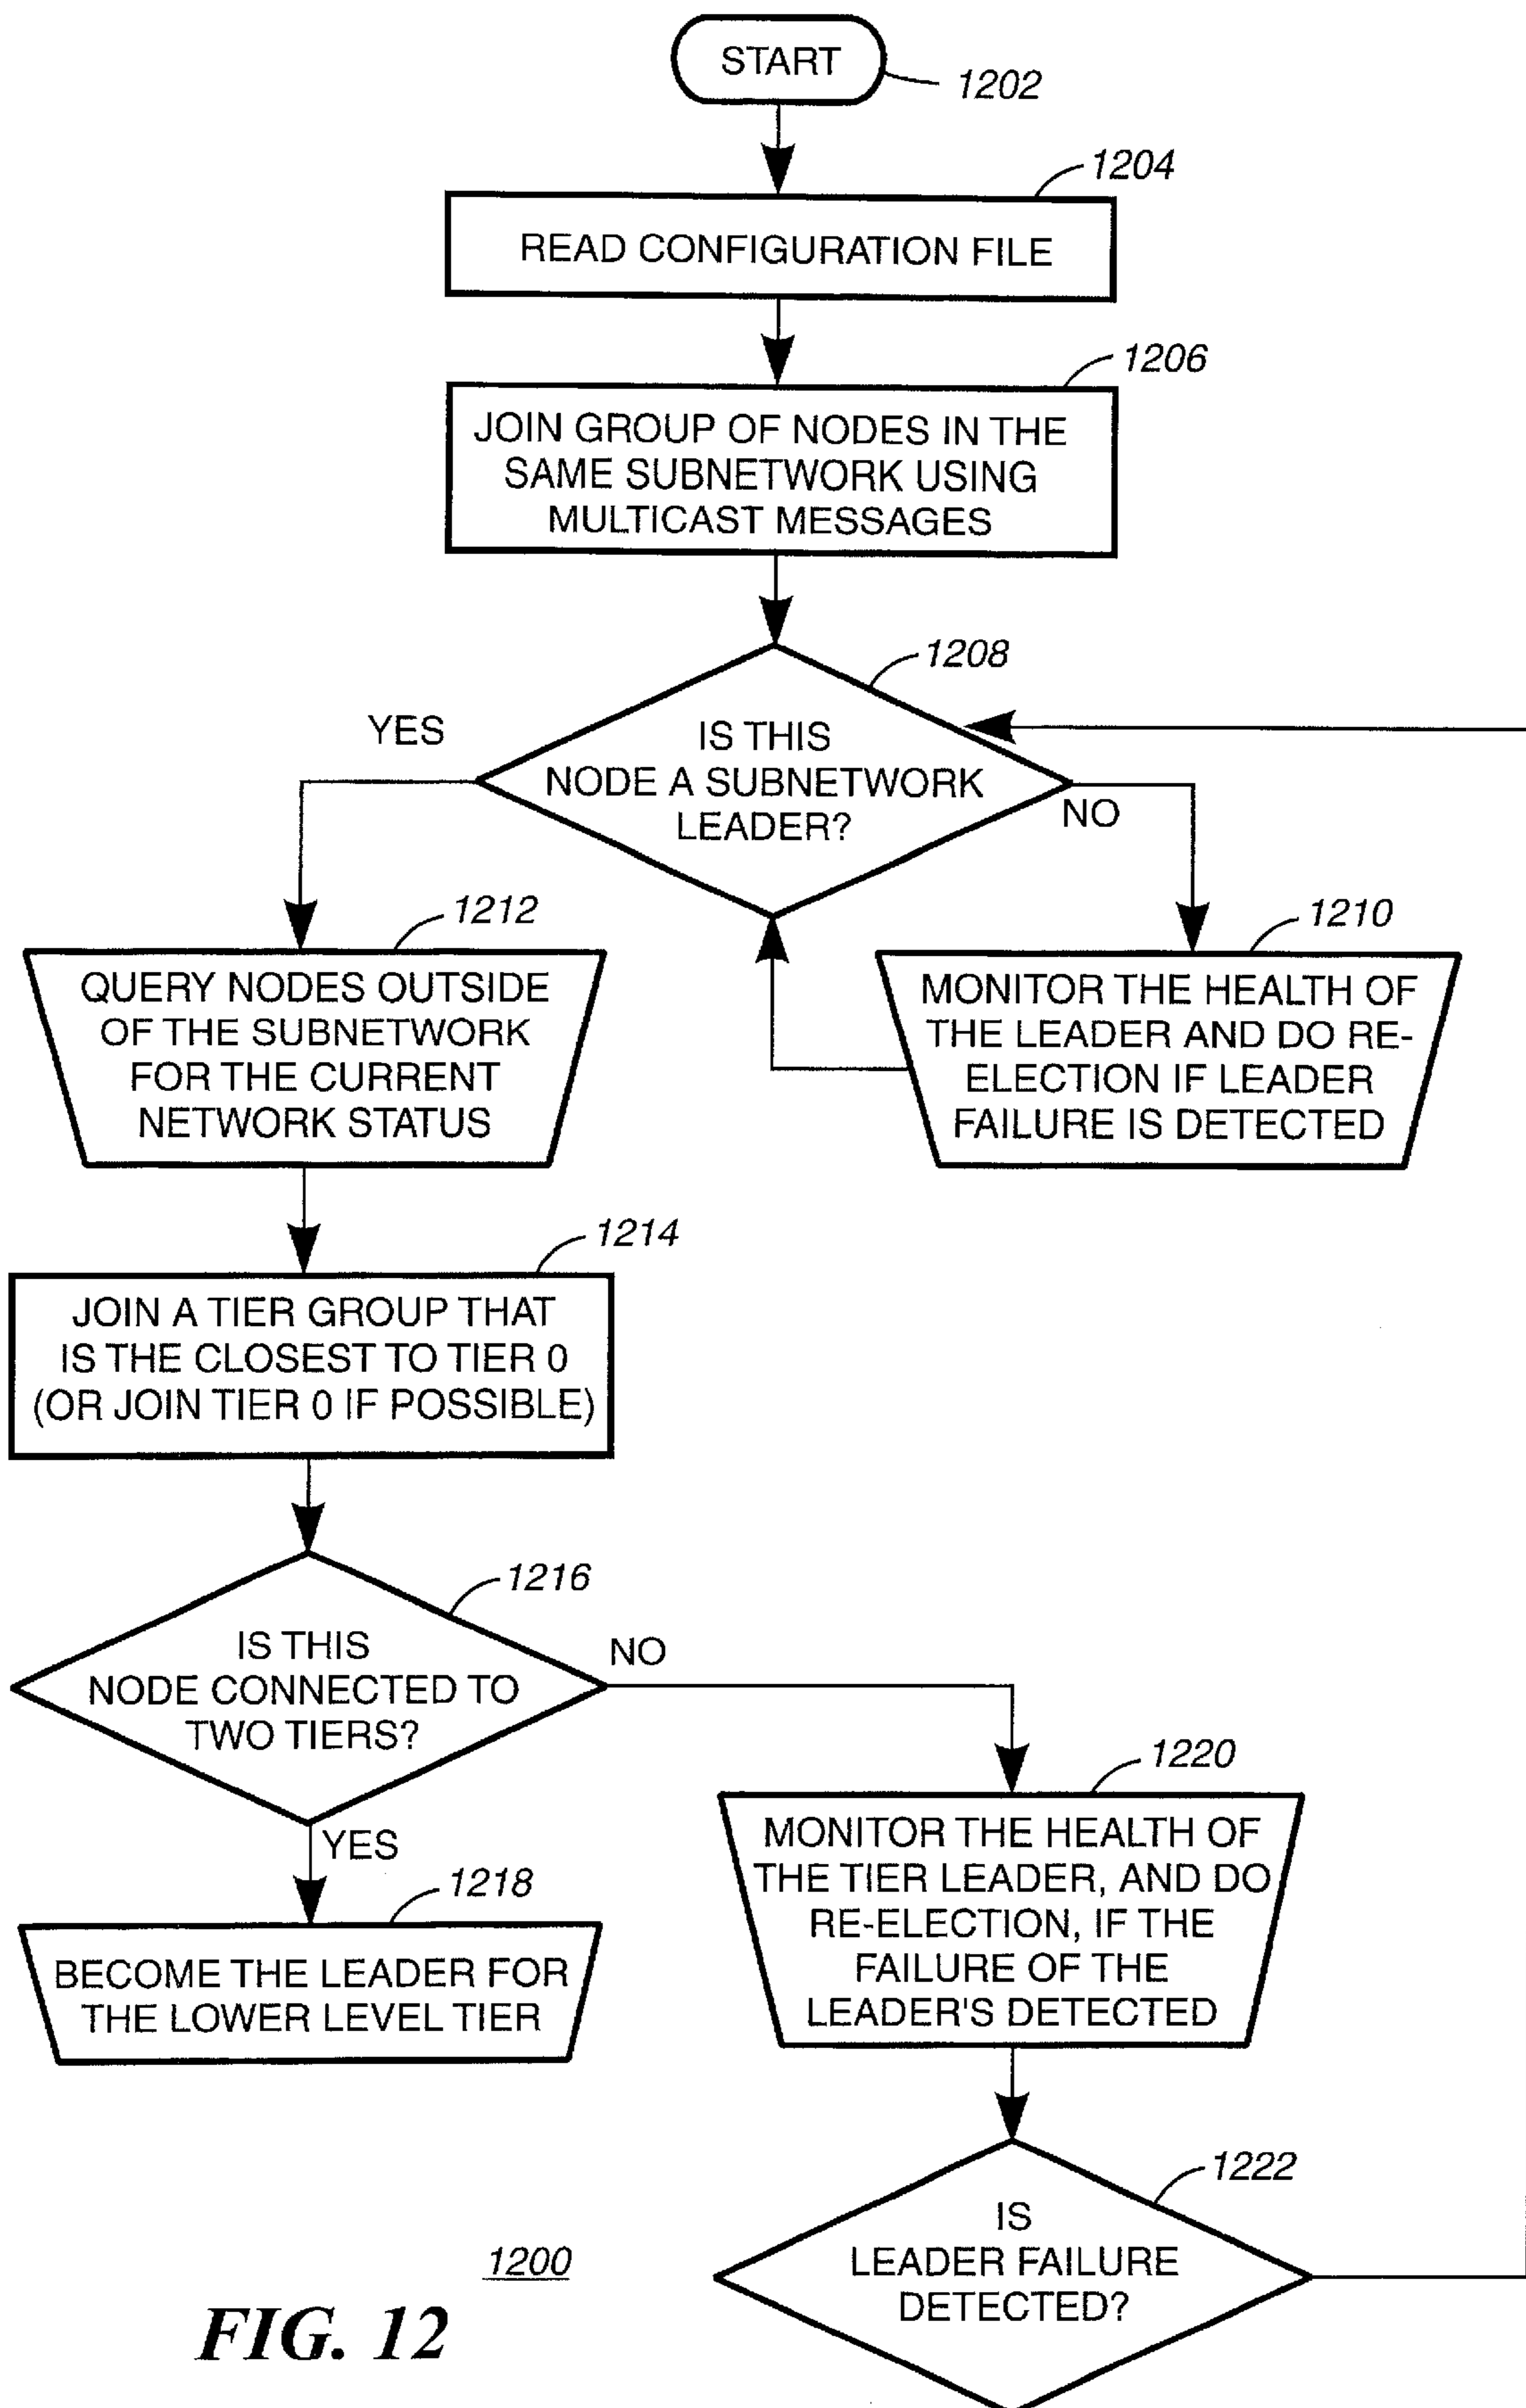 START
1202
1204
READ CONFIGURATION FILE
1206
JOIN GROUP OF NODES IN THE
SAME SUBNETWORK USING
MULTICAST MESSAGES
1208
YES
IS THIS
NODE A SUBNETWORK
LEADER?
NO
1212
QUERY NODES OUTSIDE
OF THE SUBNETWORK
FOR THE CURRENT
NETWORK STATUS
1210
MONITOR THE HEALTH OF
THE LEADER AND DO RE-
ELECTION IF LEADER
FAILURE IS DETECTED
1214
JOIN A TIER GROUP THAT
IS THE CLOSEST TO TIER 0
(OR JOIN TIER 0 IF POSSIBLE)
1216
IS THIS
NODE CONNECTED TO
TWO TIERS?
NO
YES
1218
BECOME THE LEADER FOR
THE LOWER LEVEL TIER
1220
MONITOR THE HEALTH OF
THE TIER LEADER, AND DO
RE-ELECTION, IF THE
FAILURE OF THE
LEADER'S DETECTED
1222
IS
LEADER FAILURE
DETECTED?
1200
FIG. 12